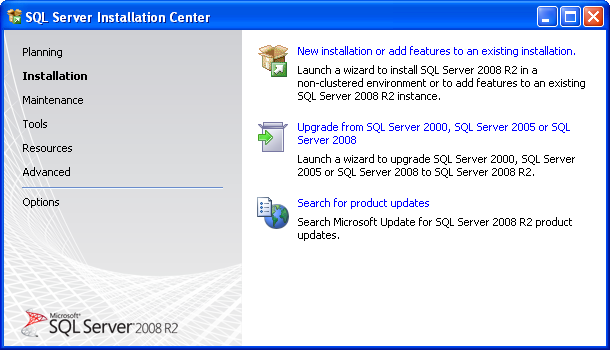 SQL Server Installation Center
Planning
Installation
Maintenance
Tools
Resources
Advanced
Options
New installation or add features to an existing installation.
Launch a wizard to install SQL Server 2008 R2 in a
non-clustered environment or to add features to an existing
SQL Server 2008 R2 instance.
Upgrade from SQL Server 2000, SQL Server 2005 or SQL
Server 2008
Launch a wizard to upgrade SQL Server 2000, SQL Server
2005 or SQL Server 2008 to SQL Server 2008 R2.
Search for product updates
Search Microsoft Update for SQL Server 2008 R2 product
updates.
Microsoft®
SQL Server 2008 R2